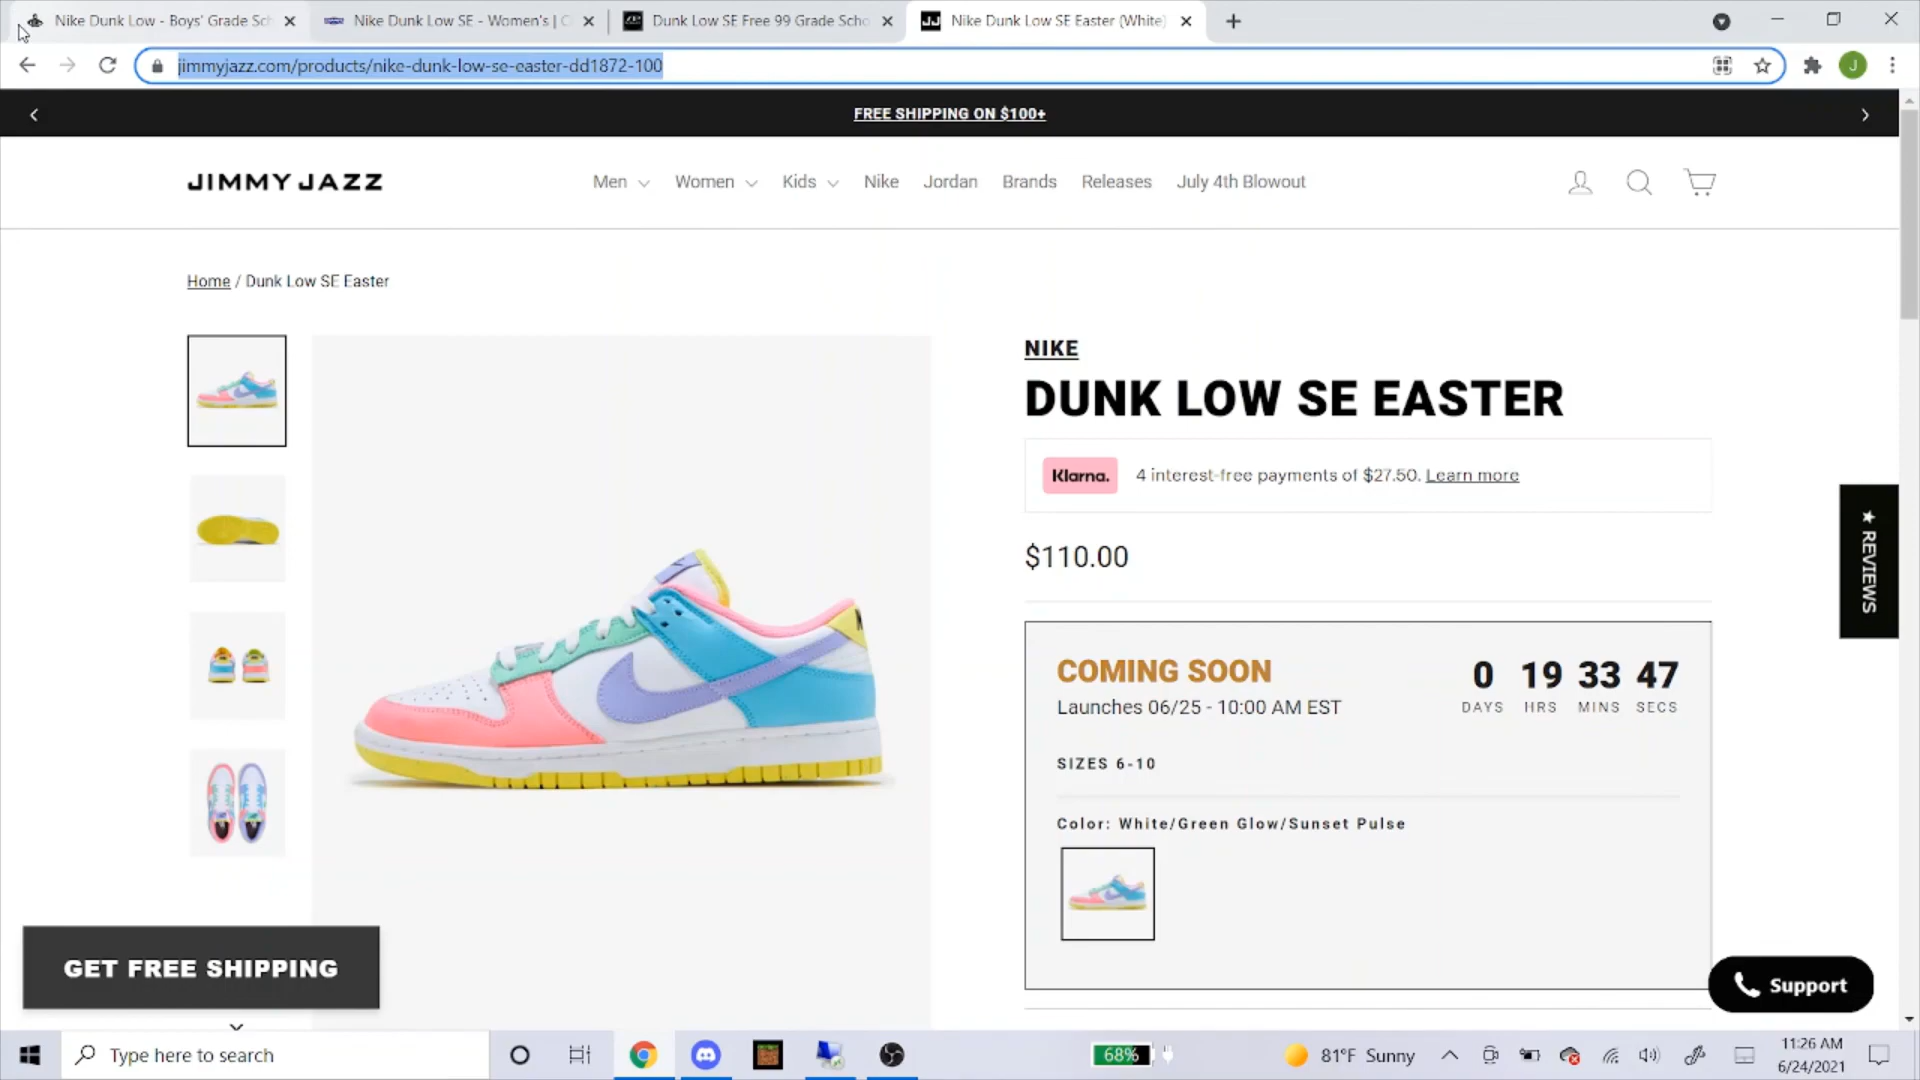 Nike Dunk Low - Boys' Grade Sch
Nike Dunk Low SE - Women's | C
Dunk Low SE Free 99 Grade Scho
Nike Dunk Low SE Easter (White)
jimmyjazz.com/products/nike-dunk-low-se-easter-dd1872-100
J
FREE SHIPPING ON $100+
JIMMY JAZZ
Men
Women
Kids
Nike
Jordan
Brands
Releases
July 4th Blowout
Home / Dunk Low SE Easter
NIKE
DUNK LOW SE EASTER
Klarna. 4 interest-free payments of $27.50. Learn more
$110.00
★ REVIEWS
COMING SOON
0 19 33 47
DAYS HRS MINS SECS
Launches 06/25 - 10:00 AM EST
SIZES 6-10
Color: White/Green Glow/Sunset Pulse
GET FREE SHIPPING
Support
Type here to search
68%
81°F Sunny
11:26 AM
6/24/2021